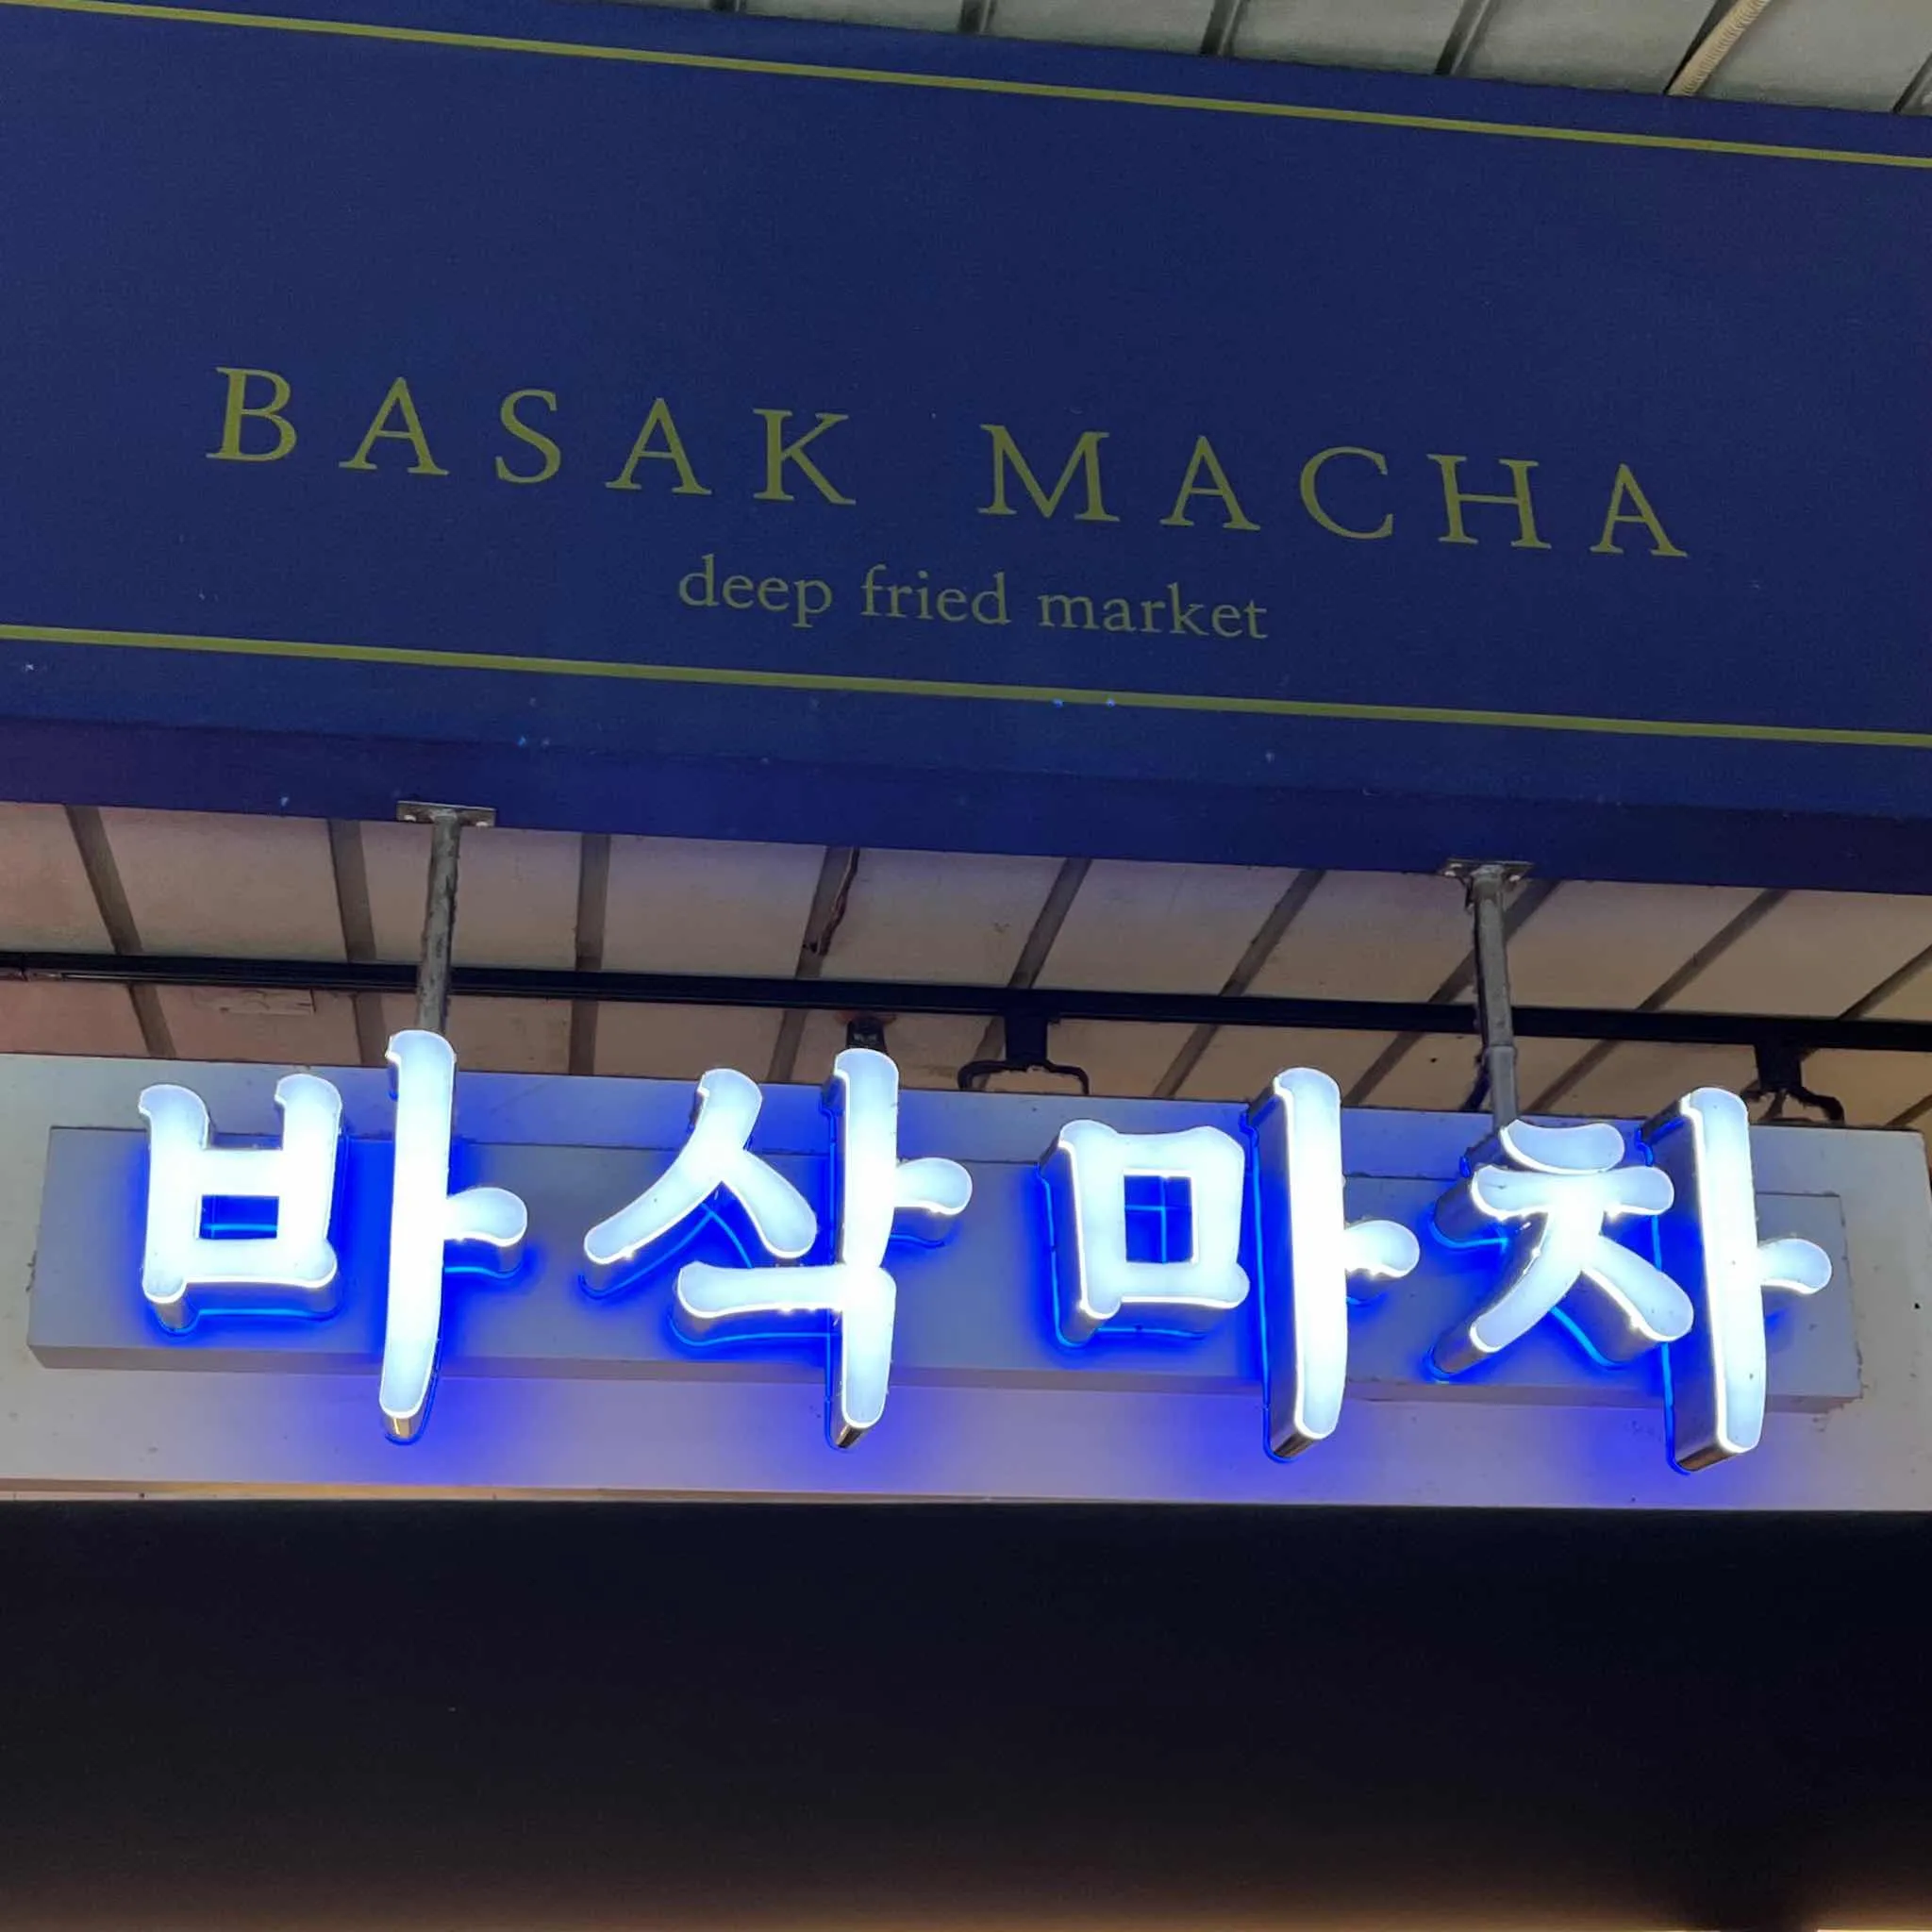 BASAK MACHA
deep fried market
바삭마차